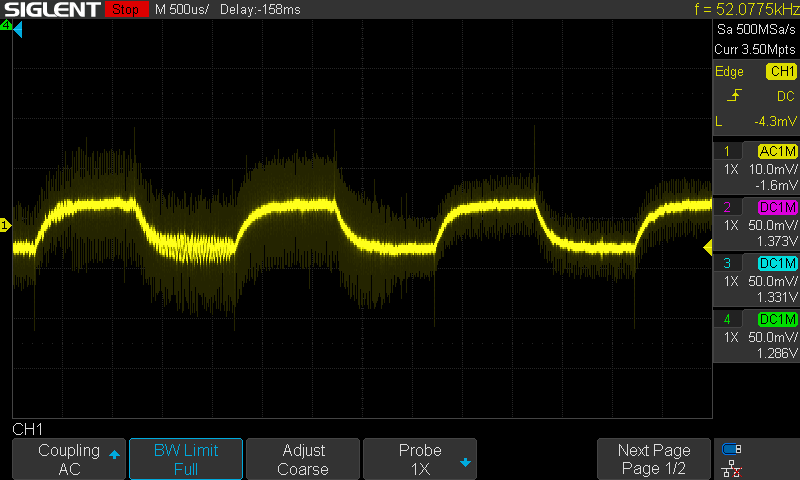 SIGLENT Stop M 500us/ Delay:-158ms f = 52.0775kHz
4
Sa 500MSa/s
Curr 3.50Mpts
Edge CH1
DC
L -4.3mV
1 AC1M
1X 10.0mV/
-1.6mV
2 DC1M
1X 50.0mV/
1.373V
3 DC1M
1X 50.0mV/
1.331V
4 DC1M
1X 50.0mV/
1.286V
1
CH1
Coupling
AC
BW Limit
Full
Adjust
Coarse
Probe
1X
Next Page
Page 1/2